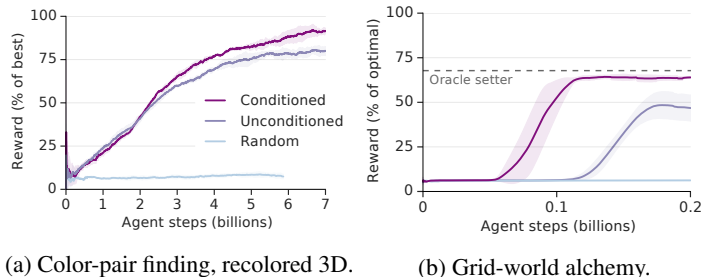 100
75
50
25
0
Reward (% of best)
Conditioned
Unconditioned
Random
0 1 2 3 4 5 6 7
Agent steps (billions)
(a) Color-pair finding, recolored 3D.
100
75
50
25
0
Reward (% of optimal)
Oracle setter
0 0.1 0.2
Agent steps (billions)
(b) Grid-world alchemy.